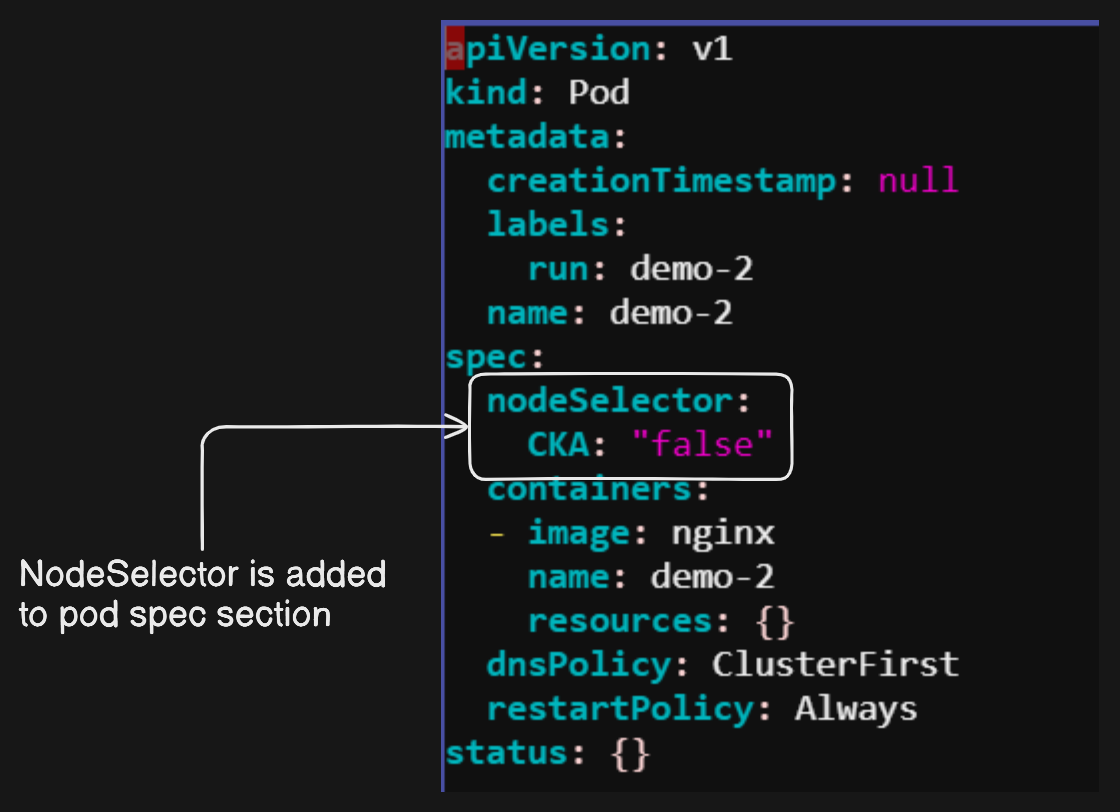 apiVersion: v1
kind: Pod
metadata:
  creationTimestamp: null
  labels:
    run: demo-2
  name: demo-2
spec:
  nodeSelector:
    CKA: "false"
  containers:
  - image: nginx
    name: demo-2
    resources: {}
  dnsPolicy: ClusterFirst
  restartPolicy: Always
status: {}
NodeSelector is added
to pod spec section